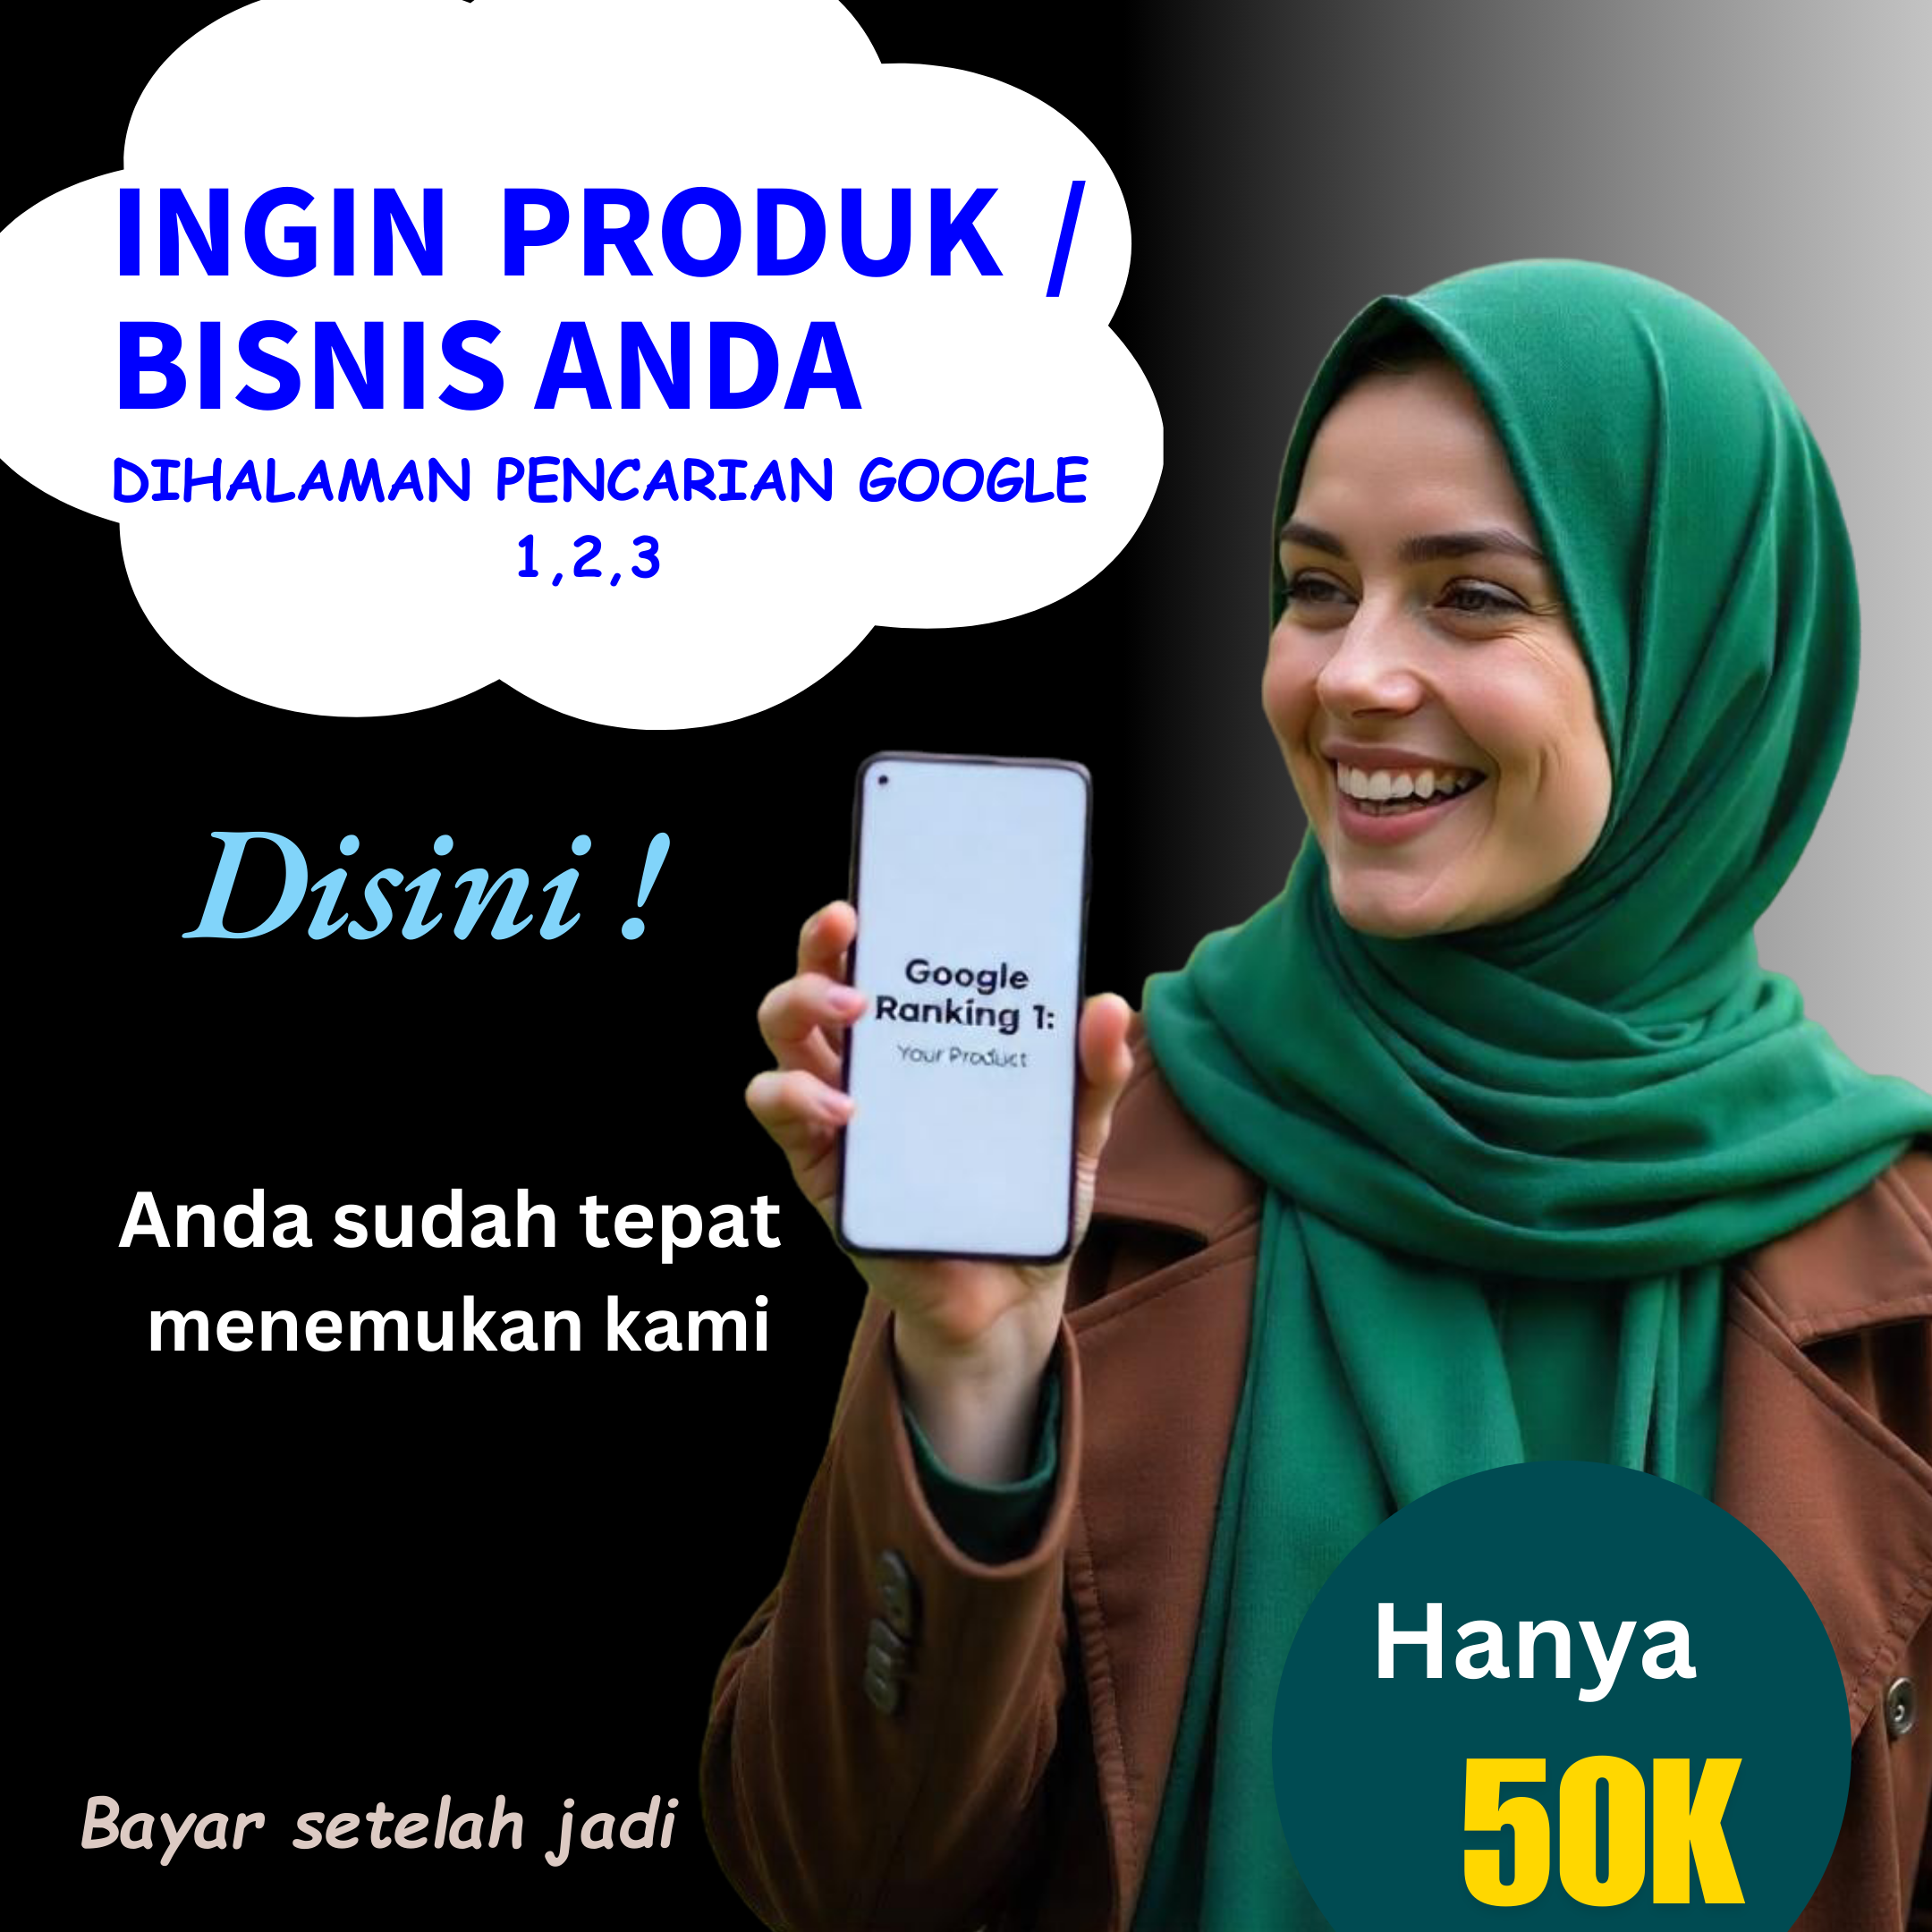 INGIN PRODUK /
BISNIS ANDA
DIHALAMAN PENCARIAN GOOGLE
1,2,3
Disini !
Google
Ranking 1:
Your Product
Anda sudah tepat
menemukan kami
Hanya
50K
Bayar setelah jadi